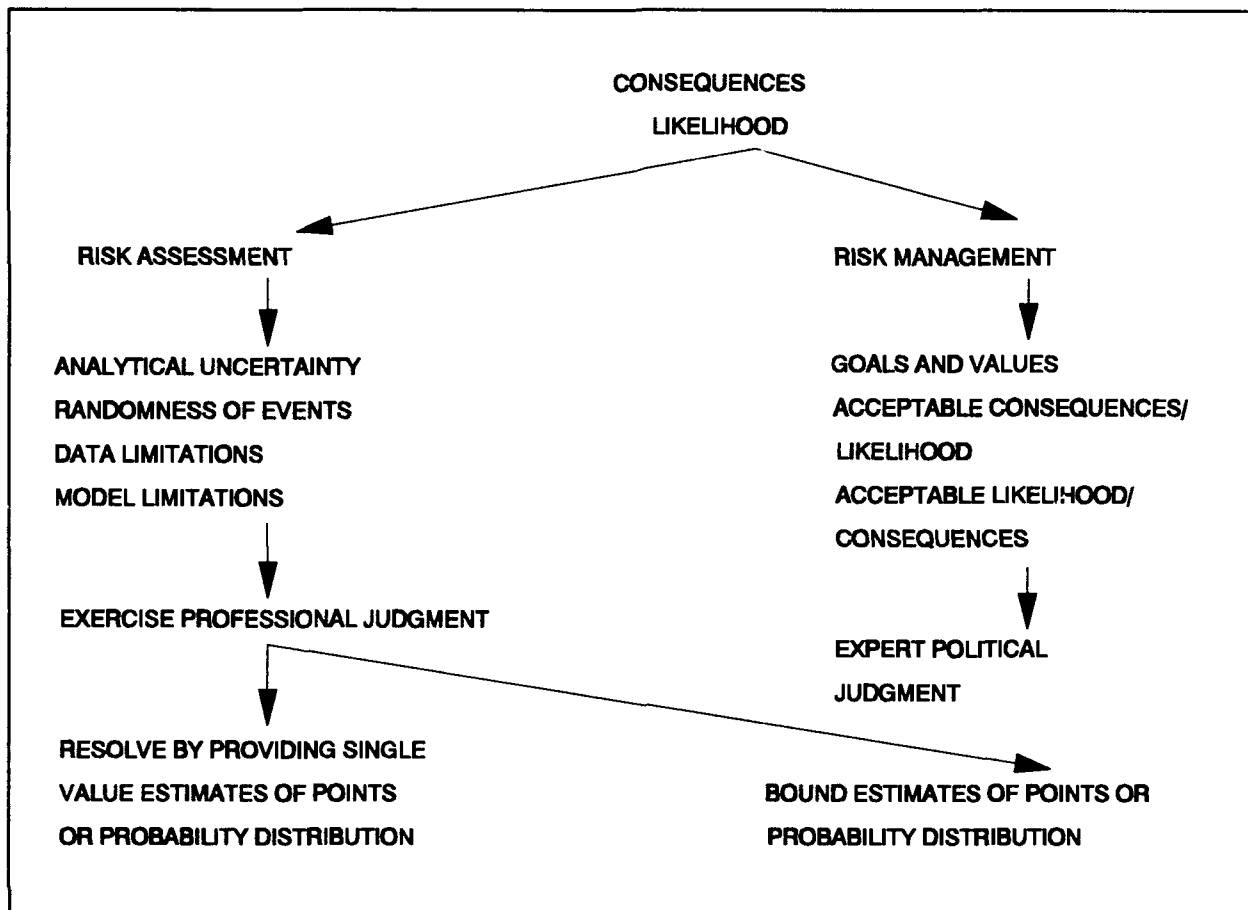 CONSEQUENCES
LIKELIHOOD
RISK ASSESSMENT
RISK MANAGEMENT
ANALYTICAL UNCERTAINTY
RANDOMNESS OF EVENTS
DATA LIMITATIONS
MODEL LIMITATIONS
GOALS AND VALUES
ACCEPTABLE CONSEQUENCES/
LIKELIHOOD
ACCEPTABLE LIKELIHOOD/
CONSEQUENCES
EXERCISE PROFESSIONAL JUDGMENT
EXPERT POLITICAL
JUDGMENT
RESOLVE BY PROVIDING SINGLE
VALUE ESTIMATES OF POINTS
OR PROBABILITY DISTRIBUTION
BOUND ESTIMATES OF POINTS OR
PROBABILITY DISTRIBUTION